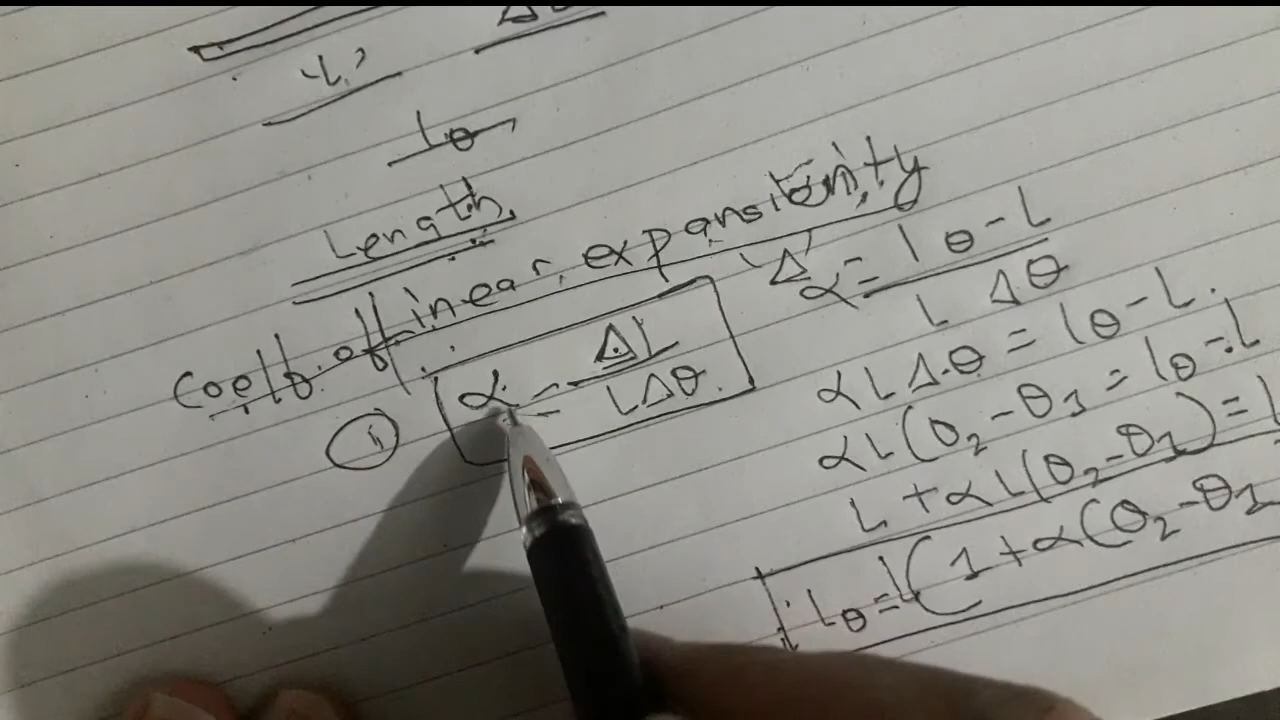 lθ
Length
Coeff. of linear expansivity
'Δ'
(1) α = ΔL / LΔθ
α = lθ - L / L Δθ
αLΔθ = lθ - L.
αL(θ2 - θ1 = lθ - L
L + αL(θ2 - θ1) = l
lθ = L(1 + α(θ2 - θ1